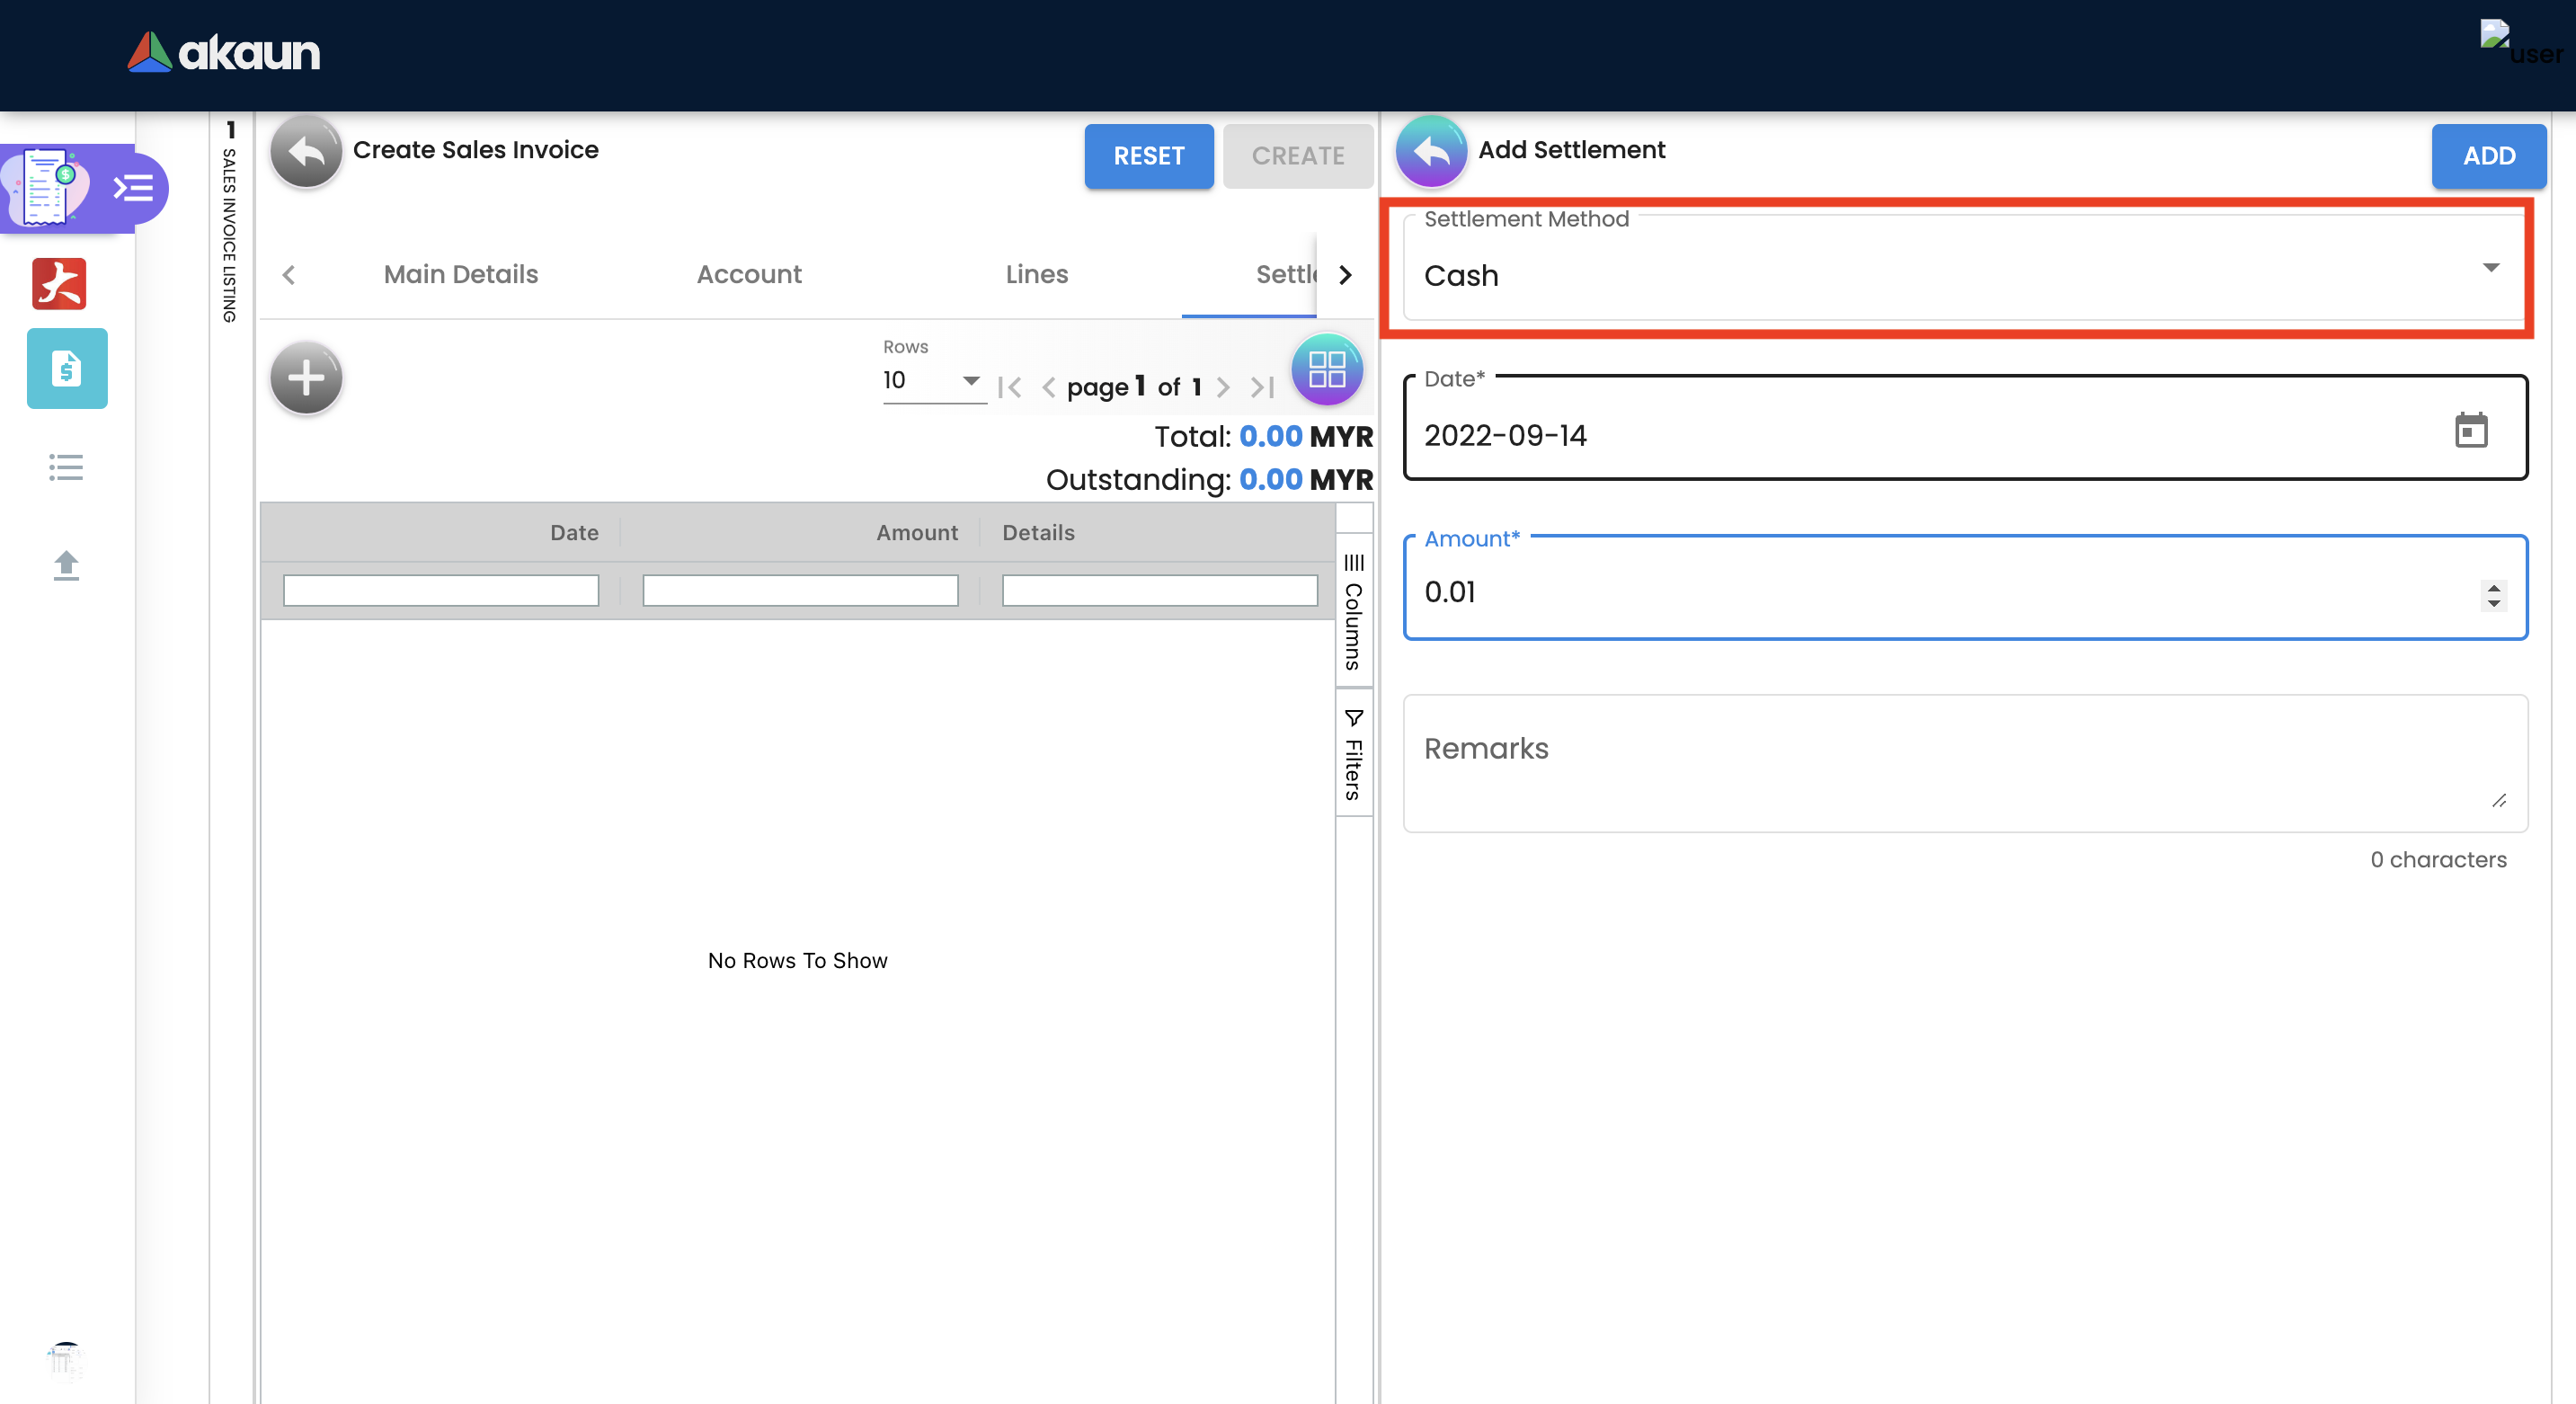 akaun
user
1
SALES INVOICE LISTING
Create Sales Invoice
RESET
CREATE
Main Details
Account
Lines
Settle
Rows
10
page 1 of 1
Total: 0.00 MYR
Outstanding: 0.00 MYR
Date
Amount
Details
Columns
Filters
No Rows To Show
Add Settlement
ADD
Settlement Method
Cash
Date*
2022-09-14
Amount*
0.01
Remarks
0 characters